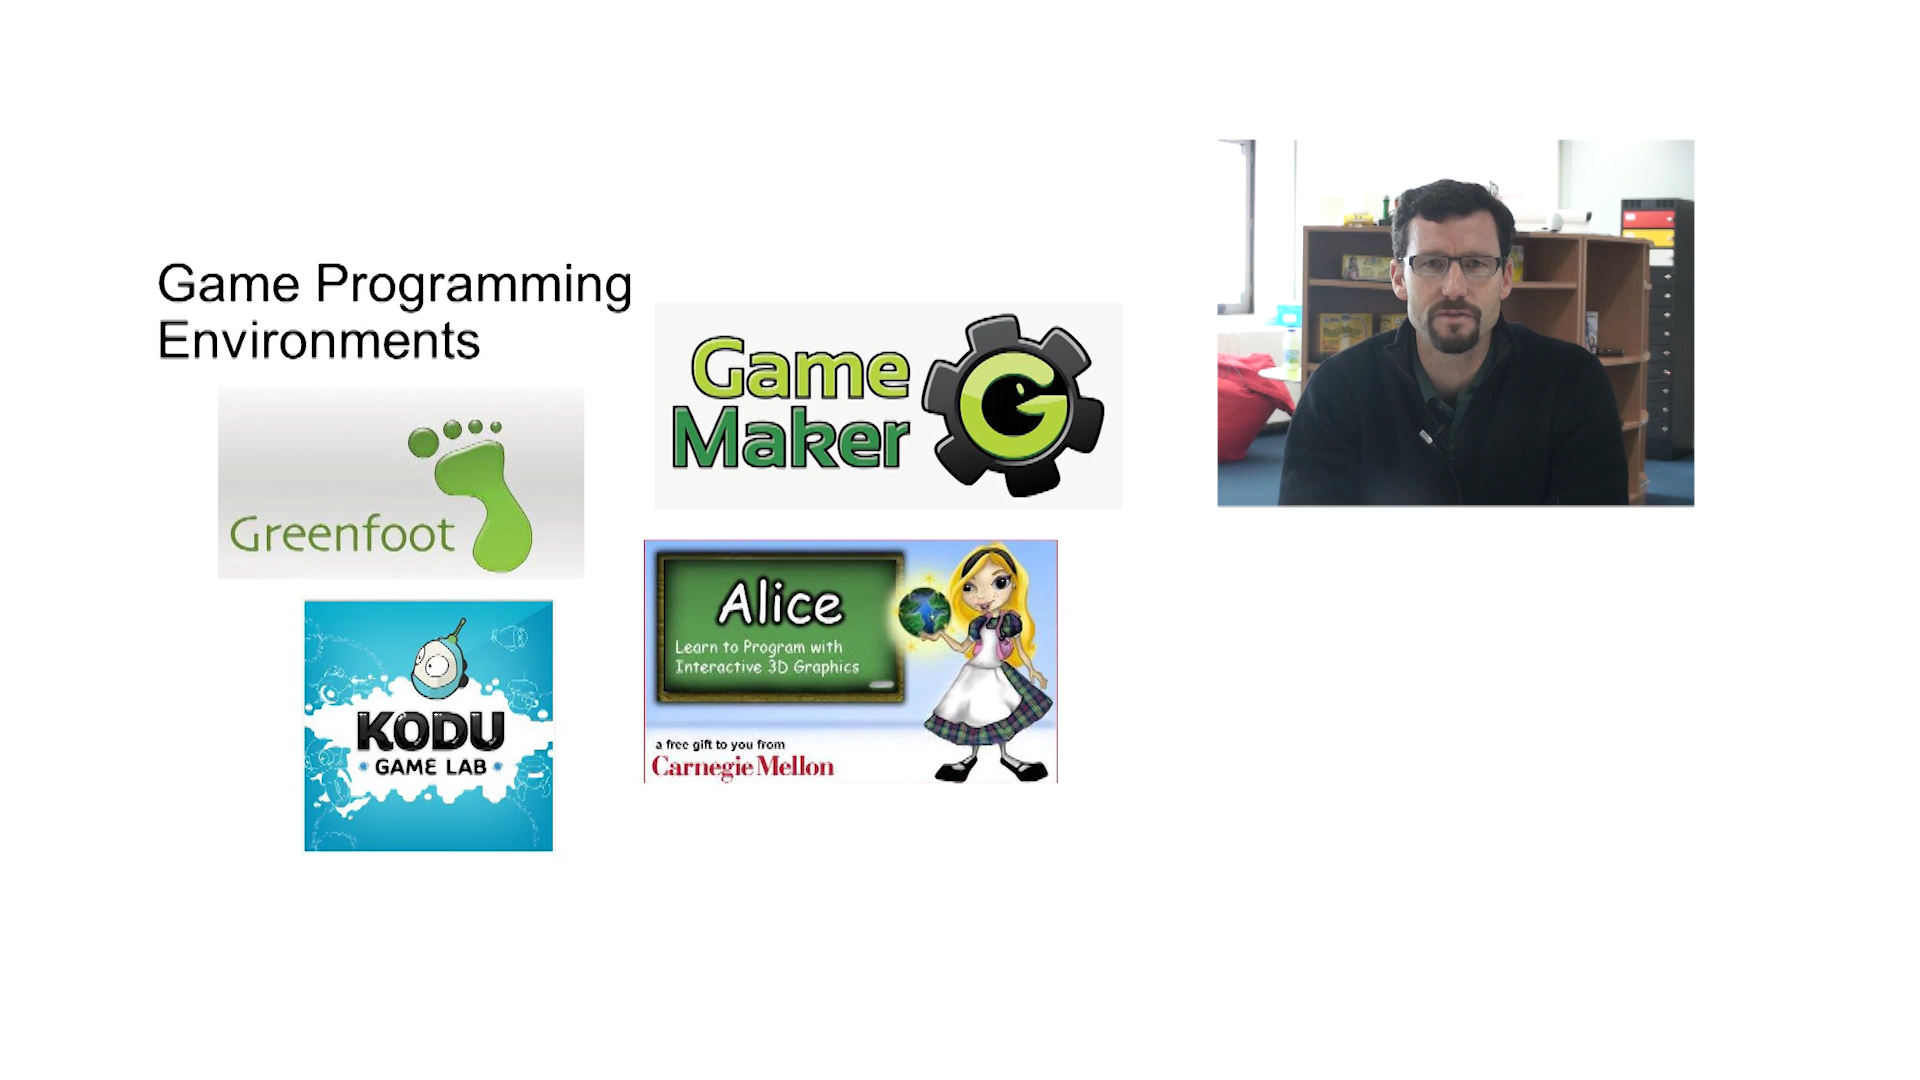 Game Programming
Environments
Greenfoot
Game
Maker
KODU
GAME LAB
Alice
Learn to Program with
Interactive 3D Graphics
a free gift to you from
Carnegie Mellon